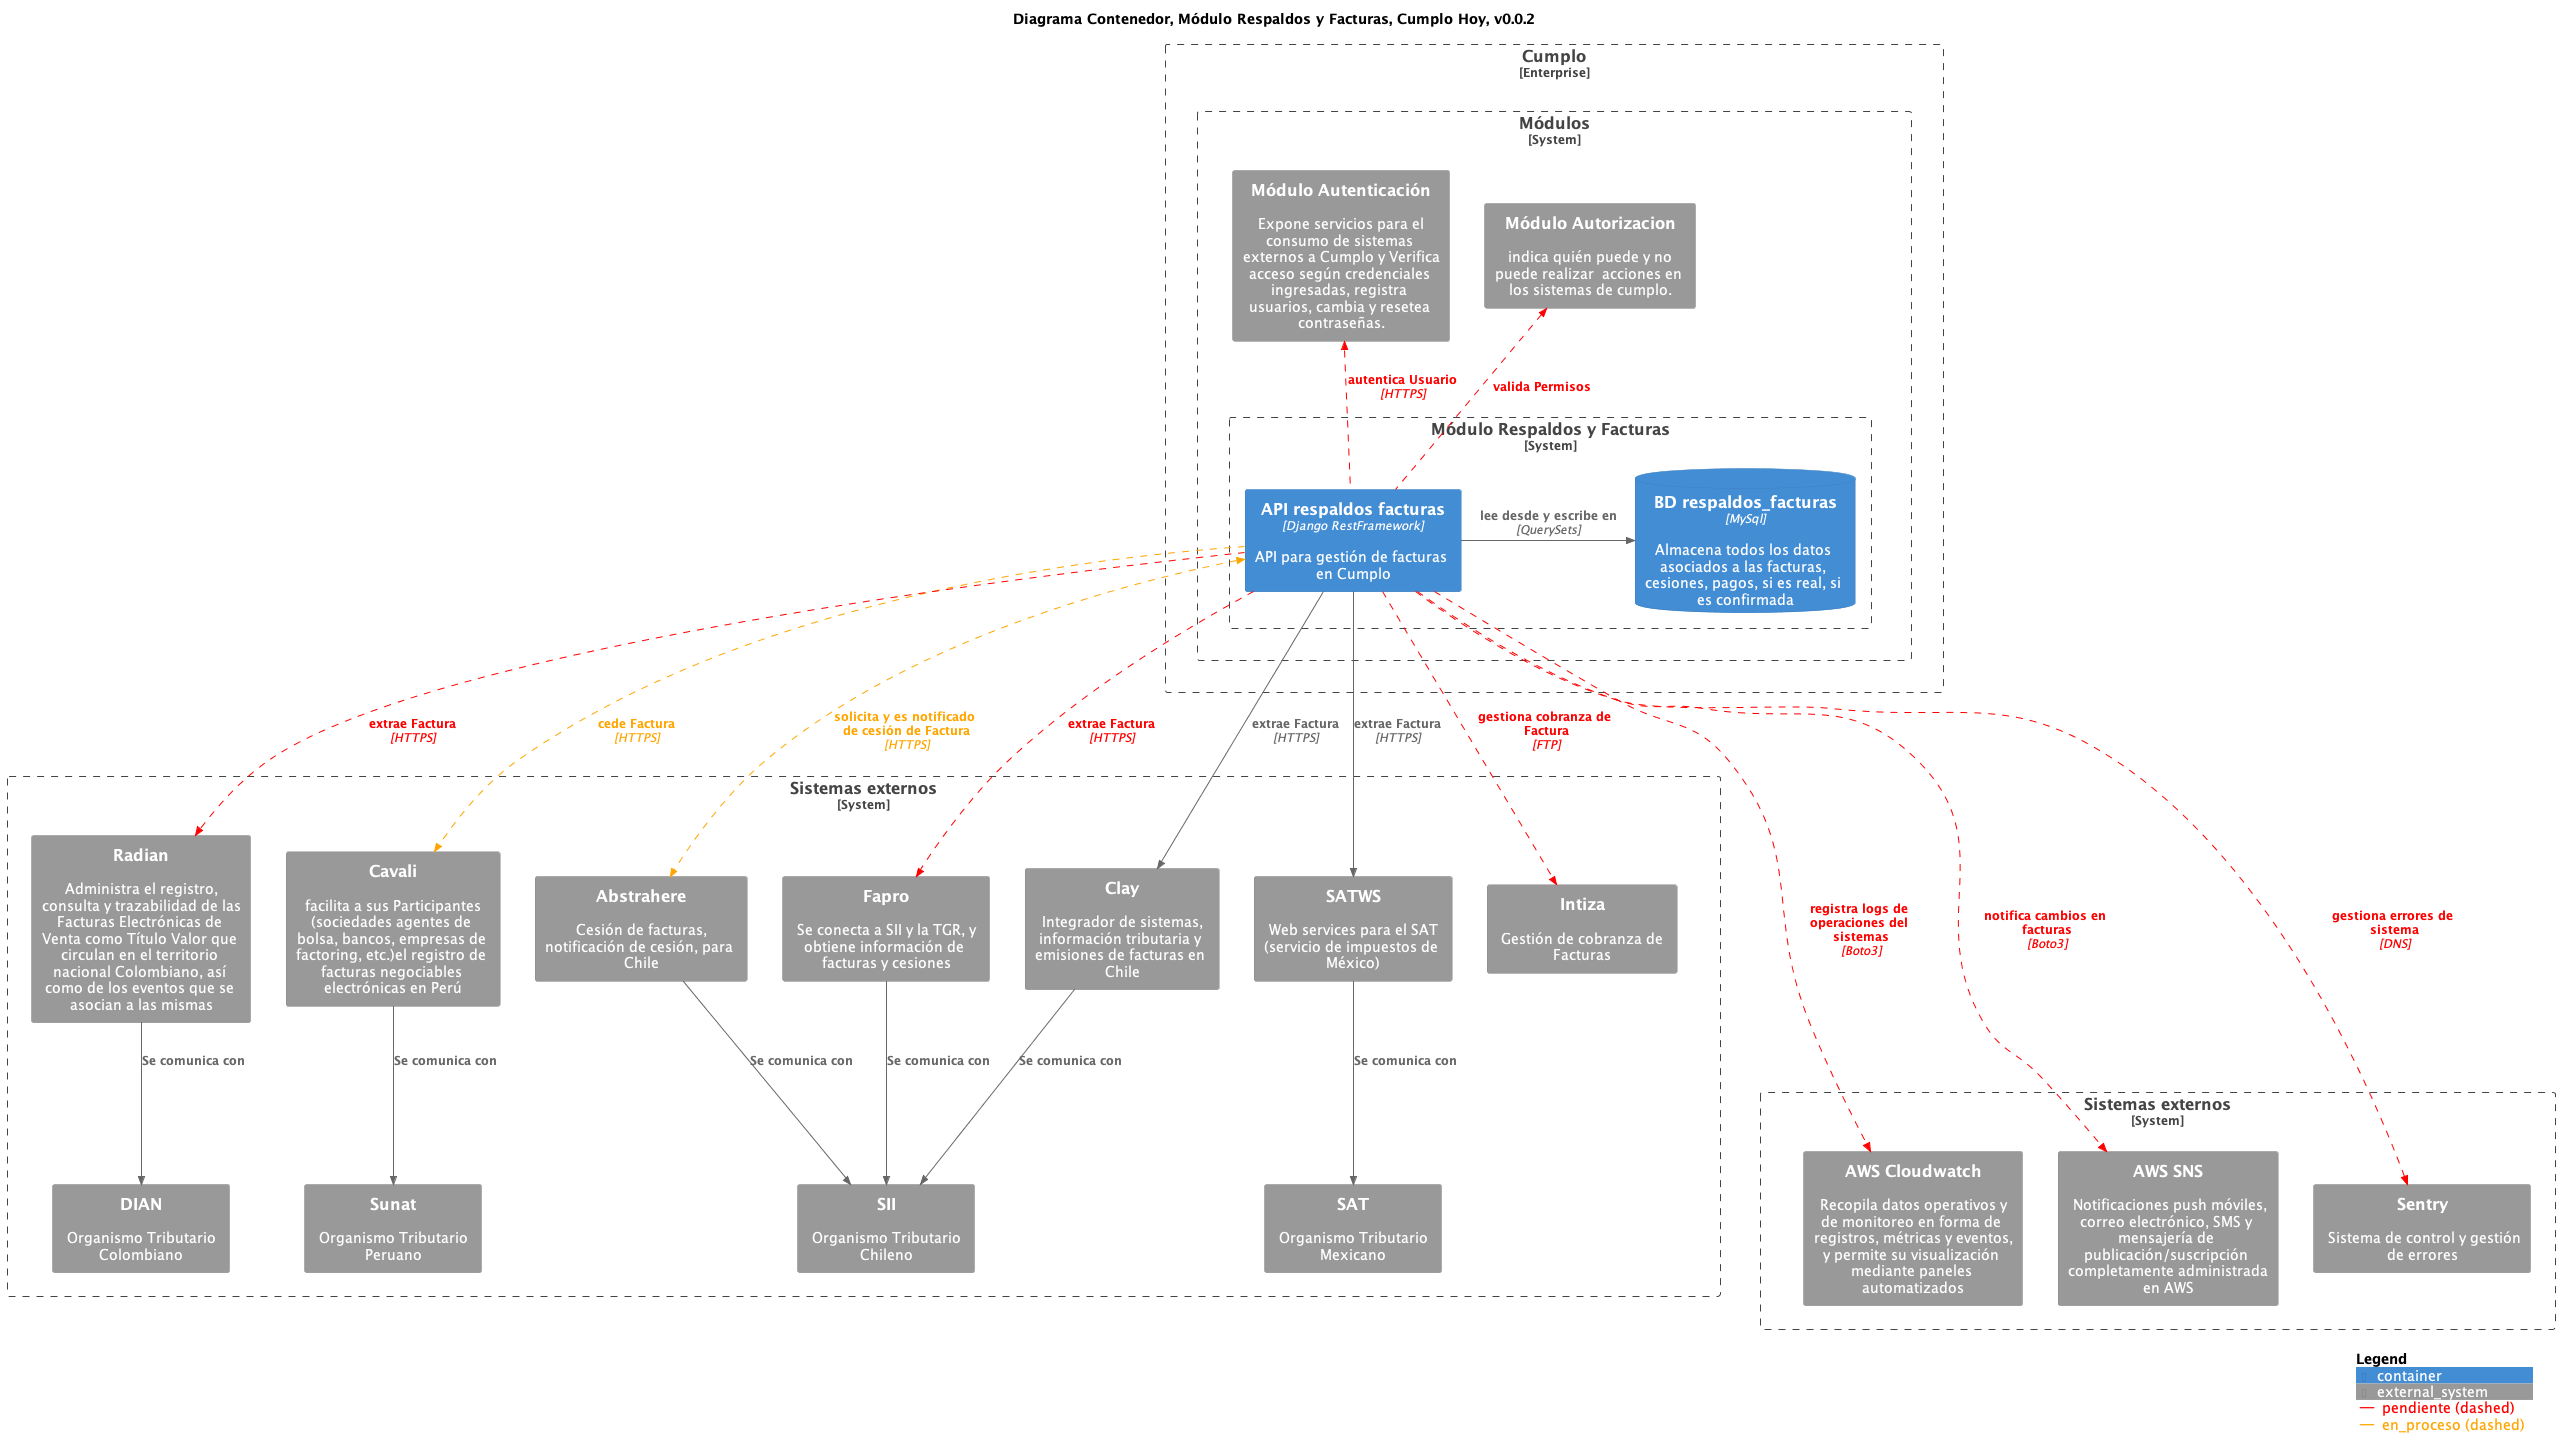 Diagrama Contenedor, Módulo Respaldos y Facturas, Cumplo Hoy, v0.0.2
Cumplo
[Enterprise]
Módulos
[System]
Módulo Autenticación
Expone servicios para el
consumo de sistemas
externos a Cumplo y Verifica
acceso según credenciales
ingresadas, registra
usuarios, cambia y resetea
contraseñas.
Módulo Autorizacion
indica quién puede y no
puede realizar  acciones en
los sistemas de cumplo.
autentica Usuario
[HTTPS]
valida Permisos
Módulo Respaldos y Facturas
[System]
API respaldos facturas
[Django RestFramework]
API para gestión de facturas
en Cumplo
lee desde y escribe en
[QuerySets]
BD respaldos_facturas
[MySql]
Almacena todos los datos
asociados a las facturas,
cesiones, pagos, si es real, si
es confirmada
extrae Factura
[HTTPS]
cede Factura
[HTTPS]
solicita y es notificado
de cesión de Factura
[HTTPS]
extrae Factura
[HTTPS]
extrae Factura
[HTTPS]
extrae Factura
[HTTPS]
gestiona cobranza de
Factura
[FTP]
Sistemas externos
[System]
Radian
Administra el registro,
consulta y trazabilidad de las
Facturas Electrónicas de
Venta como Título Valor que
circulan en el territorio
nacional Colombiano, así
como de los eventos que se
asocian a las mismas
Cavali
facilita a sus Participantes
(sociedades agentes de
bolsa, bancos, empresas de
factoring, etc.)el registro de
facturas negociables
electrónicas en Perú
Abstrahere
Cesión de facturas,
notificación de cesión, para
Chile
Fapro
Se conecta a SII y la TGR, y
obtiene información de
facturas y cesiones
Clay
Integrador de sistemas,
información tributaria y
emisiones de facturas en
Chile
SATWS
Web services para el SAT
(servicio de impuestos de
México)
Intiza
Gestión de cobranza de
Facturas
registra logs de
operaciones del
sistemas
[Boto3]
notifica cambios en
facturas
[Boto3]
gestiona errores de
sistema
[DNS]
Se comunica con
Se comunica con
Se comunica con
Se comunica con
Se comunica con
Se comunica con
DIAN
Organismo Tributario
Colombiano
Sunat
Organismo Tributario
Peruano
SII
Organismo Tributario
Chileno
SAT
Organismo Tributario
Mexicano
Sistemas externos
[System]
AWS Cloudwatch
Recopila datos operativos y
de monitoreo en forma de
registros, métricas y eventos,
y permite su visualización
mediante paneles
automatizados
AWS SNS
Notificaciones push móviles,
correo electrónico, SMS y
mensajería de
publicación/suscripción
completamente administrada
en AWS
Sentry
Sistema de control y gestión
de errores
Legend
container
external_system
pendiente (dashed)
en_proceso (dashed)